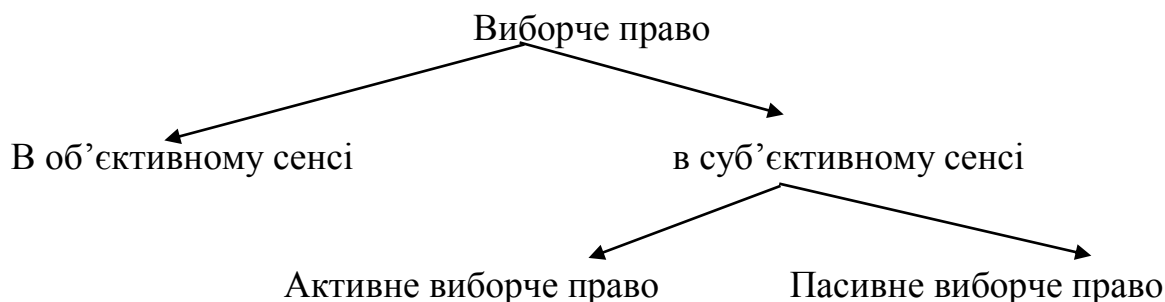 Виборче право
В об’єктивному сенсі в суб’єктивному сенсі
Активне виборче право Пасивне виборче право